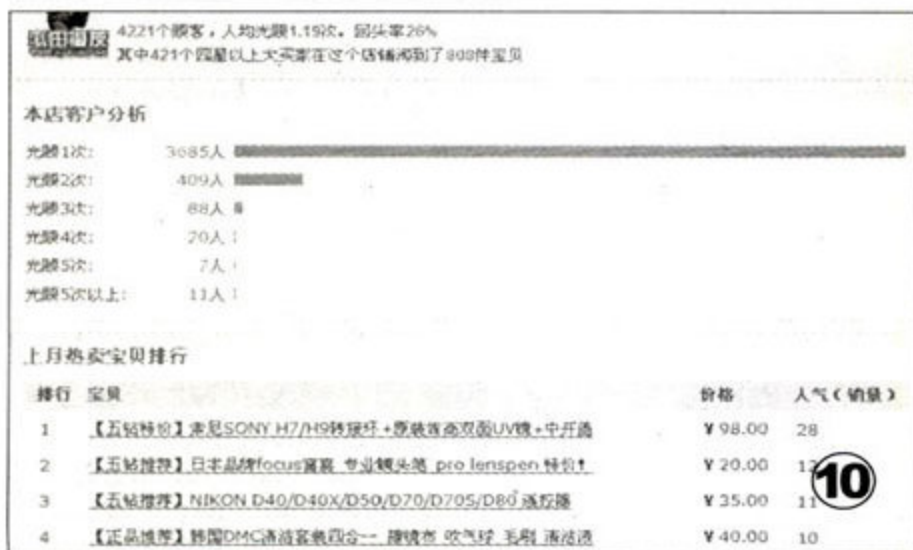 4221个顾客，人均光顾1.19次。回头率26%
其中421个四星以上大买家在这个店铺淘到了808件宝贝
本店客户分析
光顾1次： 3685人
光顾2次： 409人
光顾3次： 88人
光顾4次： 20人
光顾5次： 7人
光顾5次以上： 11人
上月热卖宝贝排行
排行 宝贝 价格 人气（销量）
1 【五钻特价】索尼SONY H7/H9转接环+原装肯高双面UV镜+中开盖 ￥98.00 28
2 【五钻推荐】日本品牌focus富襄 专业镜头笔 pro lenspen 特价！ ￥20.00
3 【五钻推荐】NIKON D40/D40X/D50/D70/D70S/D80 遥控器 ￥35.00 11
4 【正品推荐】韩国DMC清洁套装四合一 擦镜布 吹气球 毛刷 清洁液 ￥40.00 10
10